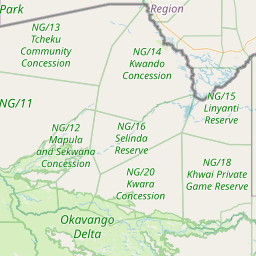 Park
Region
NG/13
Tcheku
Community
Concession
NG/14
Kwando
Concession
NG/11
NG/15
Linyanti
Reserve
NG/12
Mapula
and Sekwana
Concession
NG/16
Selinda
Reserve
NG/18
Khwai Private
Game Reserve
NG/20
Kwara
Concession
Okavango
Delta